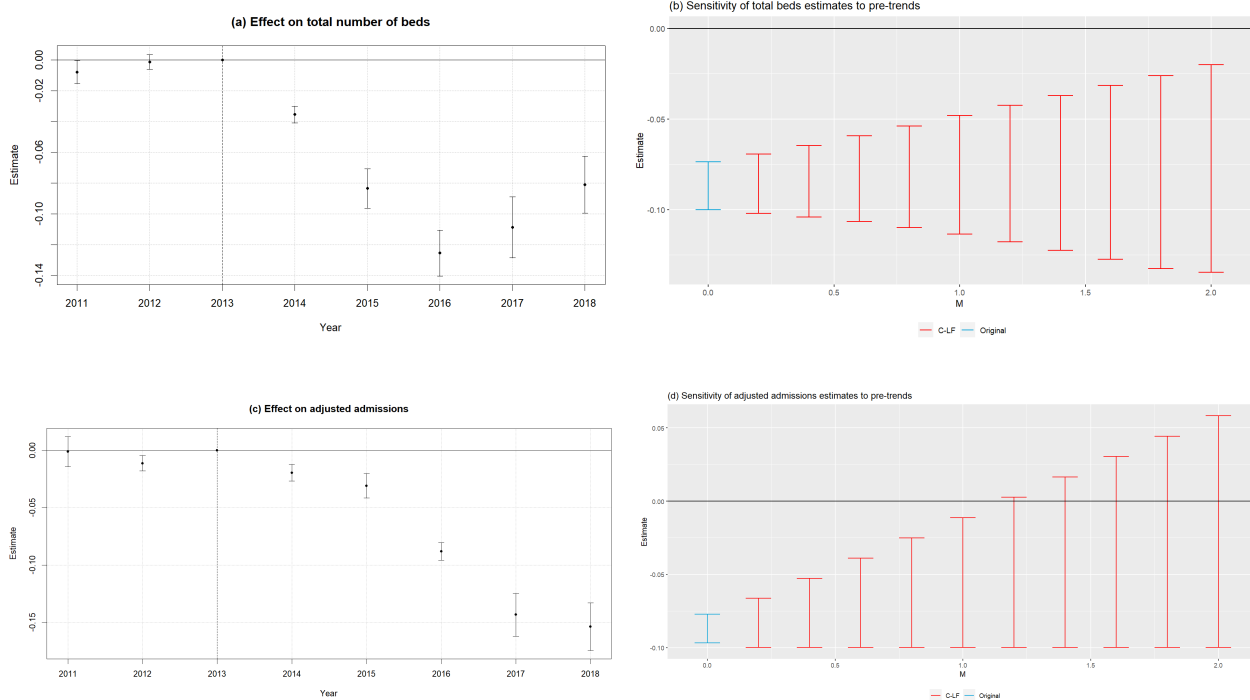 (a) Effect on total number of beds
Estimate
0.00
-0.02
-0.06
-0.10
-0.14
2011 2012 2013 2014 2015 2016 2017 2018
Year
(b) Sensitivity of total beds estimates to pre-trends
Estimate
0.00
-0.05
-0.10
0.0 0.5 1.0 1.5 2.0
M
C-LF Original
(c) Effect on adjusted admissions
Estimate
0.00
-0.05
-0.10
-0.15
2011 2012 2013 2014 2015 2016 2017 2018
Year
(d) Sensitivity of adjusted admissions estimates to pre-trends
Estimate
0.05
0.00
-0.05
-0.10
0.0 0.5 1.0 1.5 2.0
M
C-LF Original